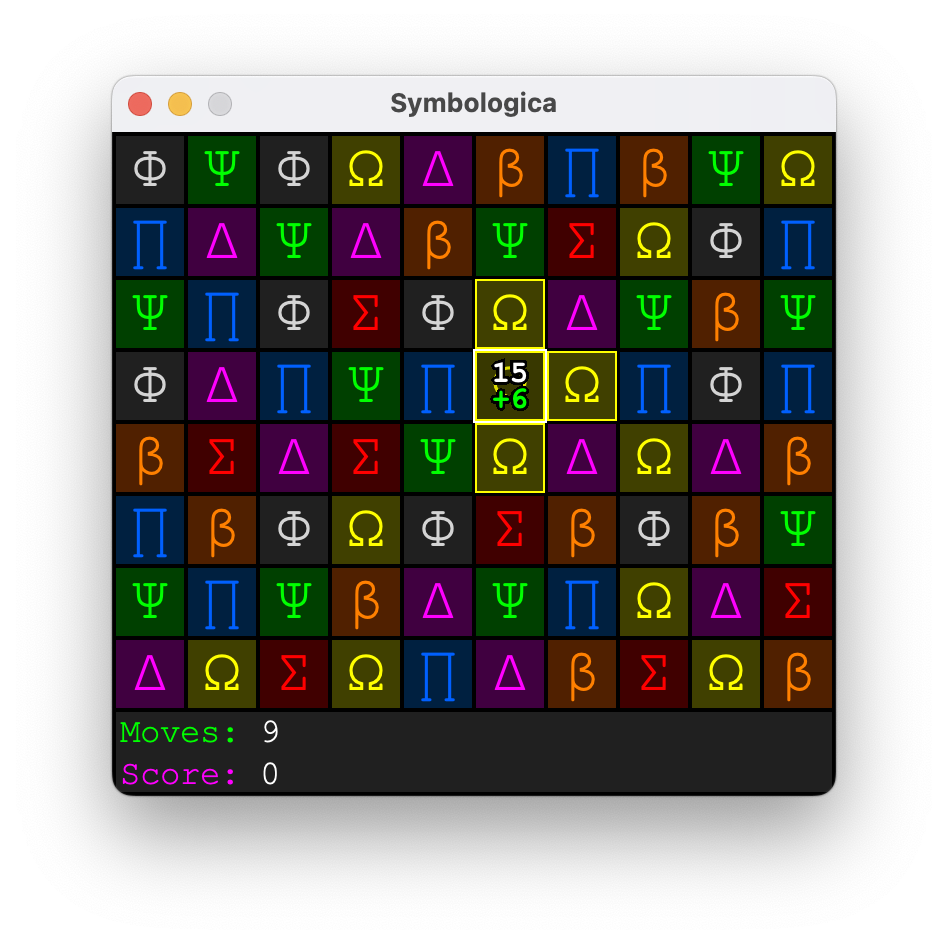 Symbologica
Φ Ψ Φ Ω Δ β Π β Ψ Ω
Π Δ Ψ Δ β Ψ Σ Ω Φ Π
Ψ Π Φ Σ Φ Ω Δ Ψ β Ψ
Φ Δ Π Ψ Π 15 +6 Ω Π Φ Π
β Σ Δ Σ Ψ Ω Δ Ω Δ β
Π β Φ Ω Φ Σ β Φ β Ψ
Ψ Π Ψ β Δ Ψ Π Ω Δ Σ
Δ Ω Σ Ω Π Δ β Σ Ω β
Moves: 9
Score: 0